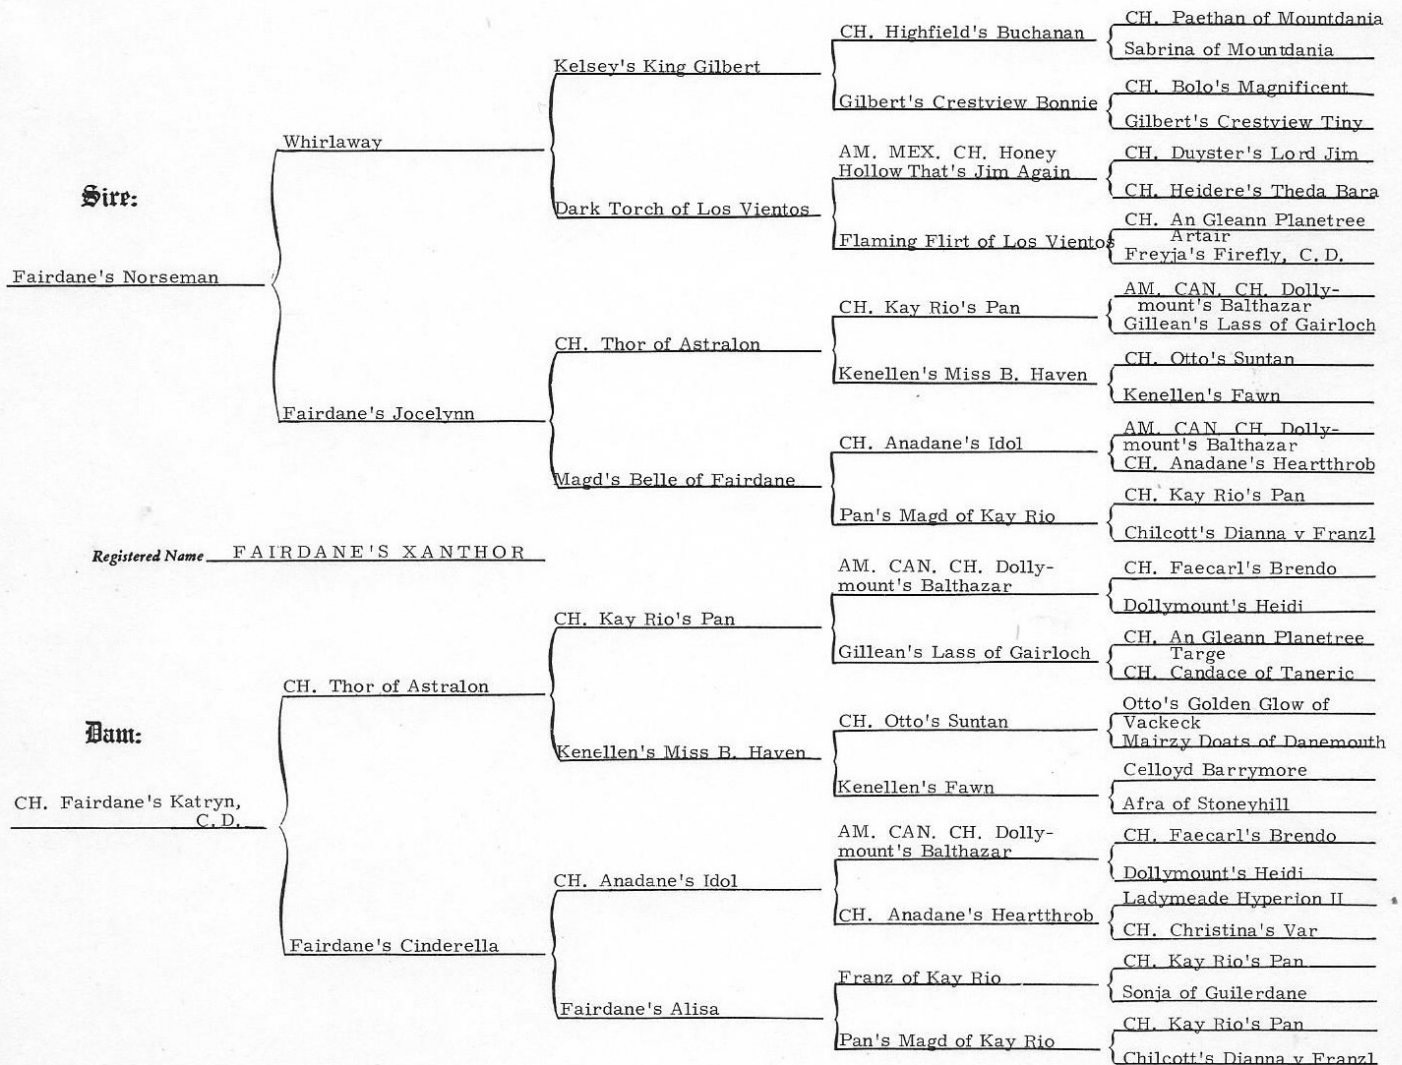 Sire:
Fairdane's Norseman
Whirlaway
Fairdane's Jocelynn
Kelsey's King Gilbert
Dark Torch of Los Vientos
CH. Thor of Astralon
Magd's Belle of Fairdane
CH. Highfield's Buchanan
Gilbert's Crestview Bonnie
AM. MEX. CH. Honey
Hollow That's Jim Again
Flaming Flirt of Los Vientos
CH. Kay Rio's Pan
Kenellen's Miss B. Haven
CH. Anadane's Idol
Pan's Magd of Kay Rio
CH. Paethan of Mountdania
Sabrina of Mountdania
CH. Bolo's Magnificent
Gilbert's Crestview Tiny
CH. Duyster's Lord Jim
CH. Heidere's Theda Bara
CH. An Gleann Planetree
Artair
Freyja's Firefly, C.D.
AM. CAN. CH. Dolly-
mount's Balthazar
Gillean's Lass of Gairloch
CH. Otto's Suntan
Kenellen's Fawn
AM. CAN. CH. Dolly-
mount's Balthazar
CH. Anadane's Heartthrob
CH. Kay Rio's Pan
Chilcott's Dianna v Franzl
Registered Name FAIRDANE'S XANTHOR
Dam:
CH. Fairdane's Katryn,
C.D.
CH. Thor of Astralon
Fairdane's Cinderella
CH. Kay Rio's Pan
Kenellen's Miss B. Haven
CH. Anadane's Idol
Fairdane's Alisa
AM. CAN. CH. Dolly-
mount's Balthazar
Gillean's Lass of Gairloch
CH. Otto's Suntan
Kenellen's Fawn
AM. CAN. CH. Dolly-
mount's Balthazar
CH. Anadane's Heartthrob
Franz of Kay Rio
Pan's Magd of Kay Rio
CH. Faecarl's Brendo
Dollymount's Heidi
CH. An Gleann Planetree
Targe
CH. Candace of Taneric
Otto's Golden Glow of
Vackeck
Mairzy Doats of Danemouth
Celloyd Barrymore
Afra of Stoneyhill
CH. Faecarl's Brendo
Dollymount's Heidi
Ladymeade Hyperion II
CH. Christina's Var
CH. Kay Rio's Pan
Sonja of Guilerdane
CH. Kay Rio's Pan
Chilcott's Dianna v Franzl